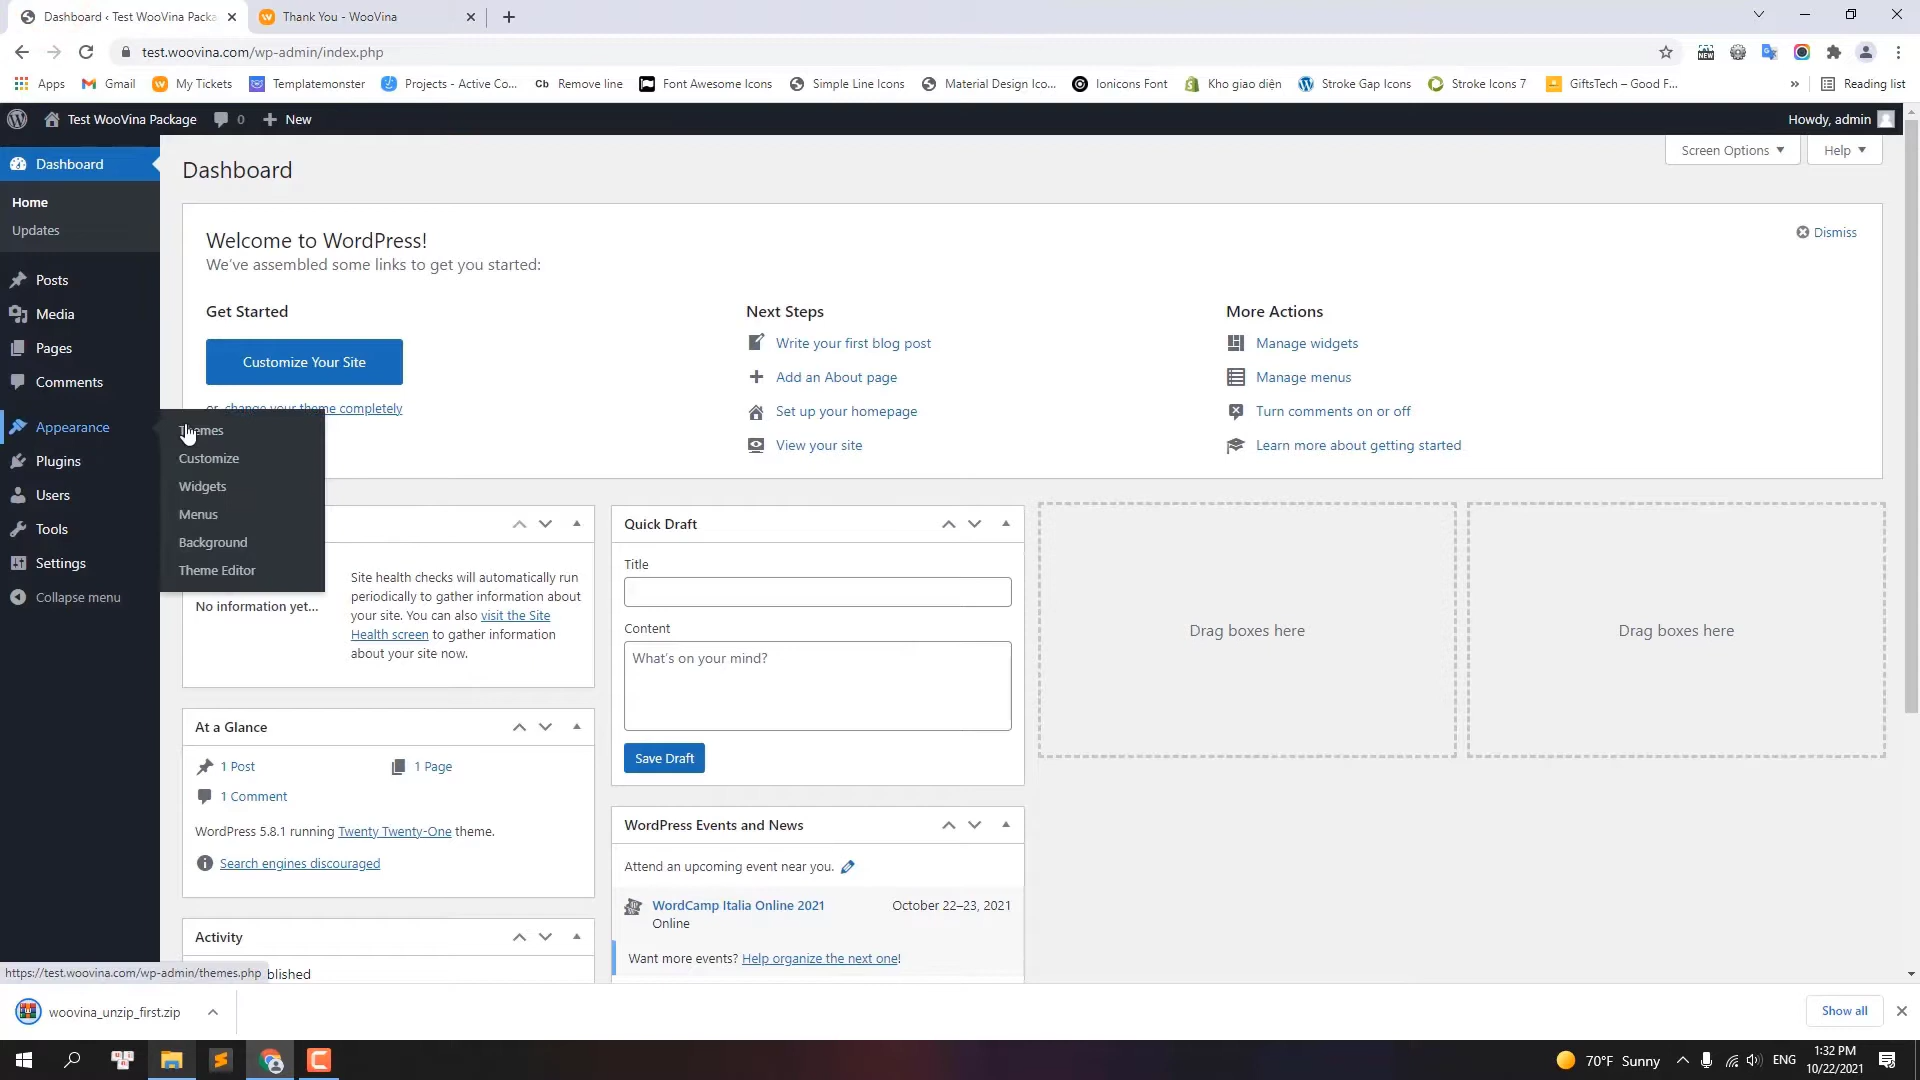 Dashboard ‹ Test WooVina Packa
Thank You - WooVina
test.woovina.com/wp-admin/index.php
Apps
Gmail
My Tickets
Templatemonster
Projects - Active Co...
Cb Remove line
Font Awesome Icons
Simple Line Icons
Material Design Ico...
Ionicons Font
Kho giao diện
Stroke Gap Icons
Stroke Icons 7
GiftsTech – Good F...
»
Reading list
Test WooVina Package
0
New
Howdy, admin
Dashboard
Home
Updates
Posts
Media
Pages
Comments
Appearance
Plugins
Users
Tools
Settings
Collapse menu
Themes
Customize
Widgets
Menus
Background
Theme Editor
Dashboard
Screen Options
Help
Welcome to WordPress!
We've assembled some links to get you started:
Dismiss
Get Started
Customize Your Site
or, change your theme completely
Next Steps
Write your first blog post
Add an About page
Set up your homepage
View your site
More Actions
Manage widgets
Manage menus
Turn comments on or off
Learn more about getting started
No information yet...
Site health checks will automatically run
periodically to gather information about
your site. You can also visit the Site
Health screen to gather information
about your site now.
At a Glance
1 Post
1 Page
1 Comment
WordPress 5.8.1 running Twenty Twenty-One theme.
Search engines discouraged
Activity
blished
Quick Draft
Title
Content
What's on your mind?
Save Draft
WordPress Events and News
Attend an upcoming event near you.
WordCamp Italia Online 2021
October 22–23, 2021
Online
Want more events? Help organize the next one!
Drag boxes here
Drag boxes here
https://test.woovina.com/wp-admin/themes.php
woovina_unzip_first.zip
Show all
70°F Sunny
ENG
1:32 PM
10/22/2021